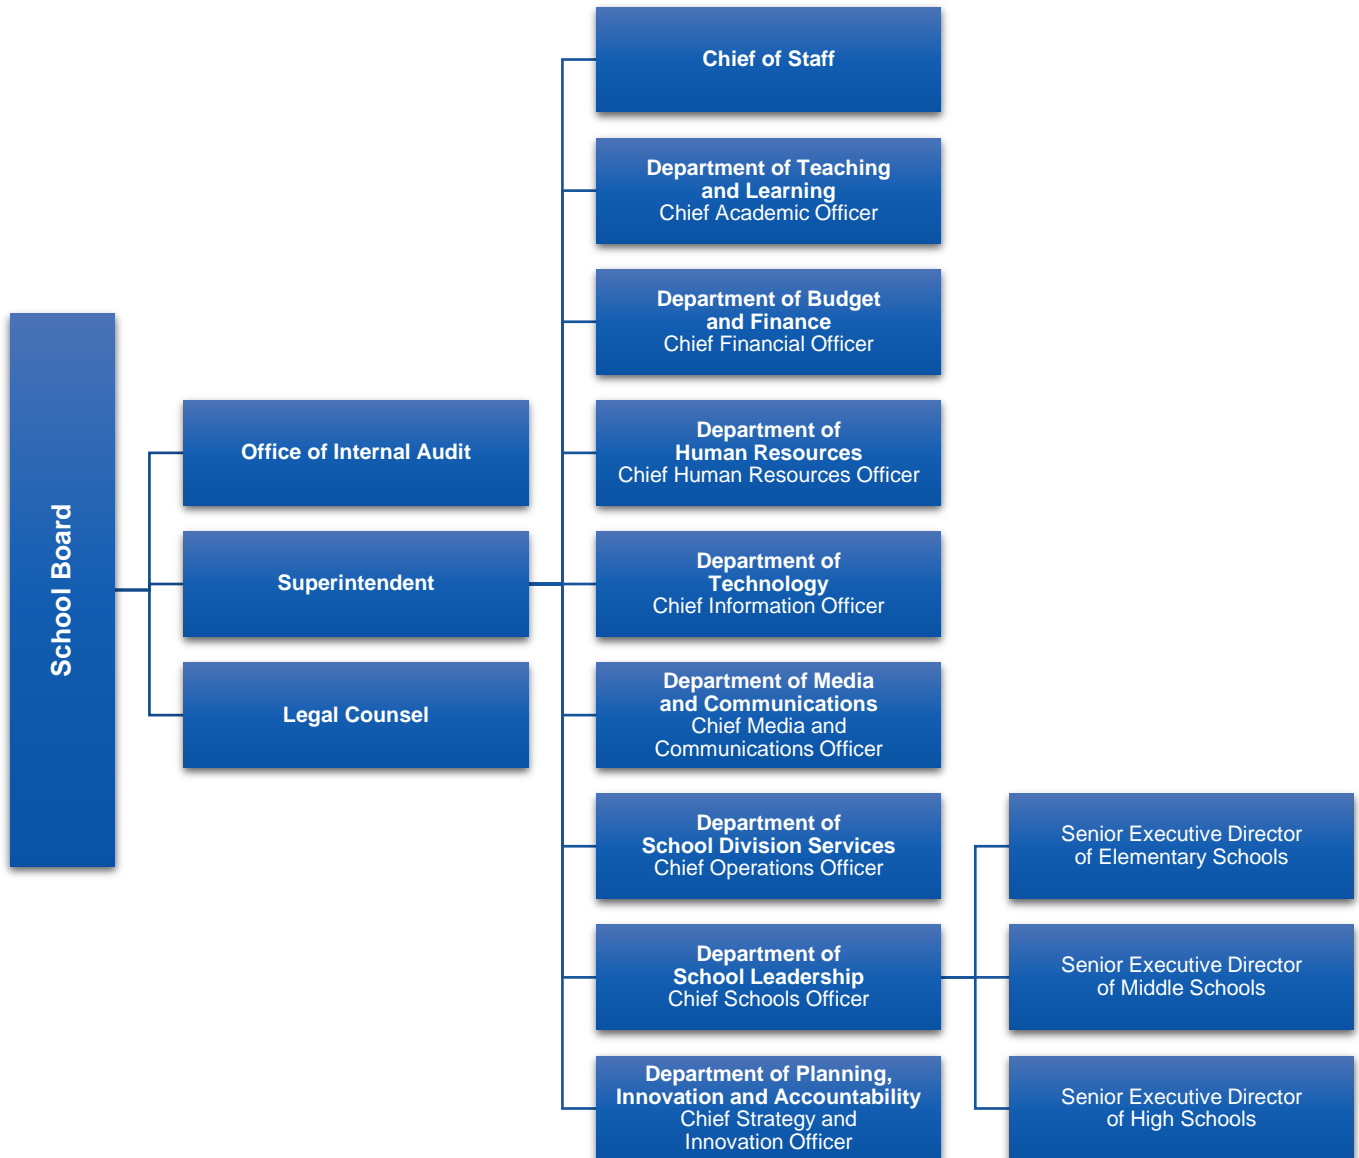 School Board
Office of Internal Audit
Superintendent
Legal Counsel
Chief of Staff
Department of Teaching
and Learning
Chief Academic Officer
Department of Budget
and Finance
Chief Financial Officer
Department of
Human Resources
Chief Human Resources Officer
Department of
Technology
Chief Information Officer
Department of Media
and Communications
Chief Media and
Communications Officer
Department of
School Division Services
Chief Operations Officer
Department of
School Leadership
Chief Schools Officer
Department of Planning,
Innovation and Accountability
Chief Strategy and
Innovation Officer
Senior Executive Director
of Elementary Schools
Senior Executive Director
of Middle Schools
Senior Executive Director
of High Schools